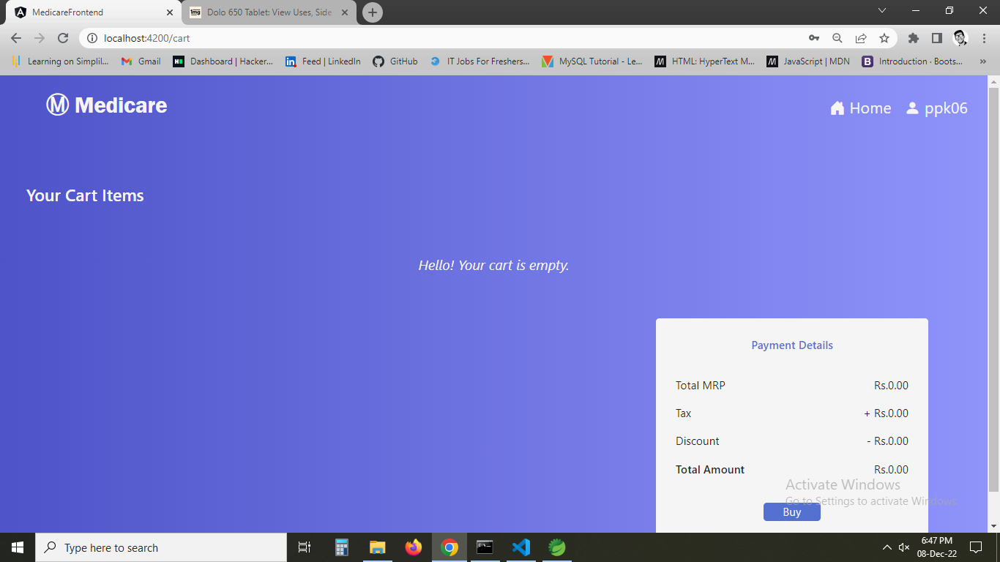 MedicareFrontend
1mg Dolo 650 Tablet: View Uses, Side
localhost:4200/cart
Learning on Simplil... Gmail Dashboard | Hacker... Feed | LinkedIn GitHub IT Jobs For Freshers... MySQL Tutorial - Le... HTML: HyperText M... JavaScript | MDN Introduction · Boots... »
M Medicare
Home ppk06
Your Cart Items
Hello! Your cart is empty.
Payment Details
Total MRP Rs.0.00
Tax + Rs.0.00
Discount - Rs.0.00
Total Amount Rs.0.00
Activate Windows
Go to Settings to activate Windows.
Buy
Type here to search
6:47 PM
08-Dec-22